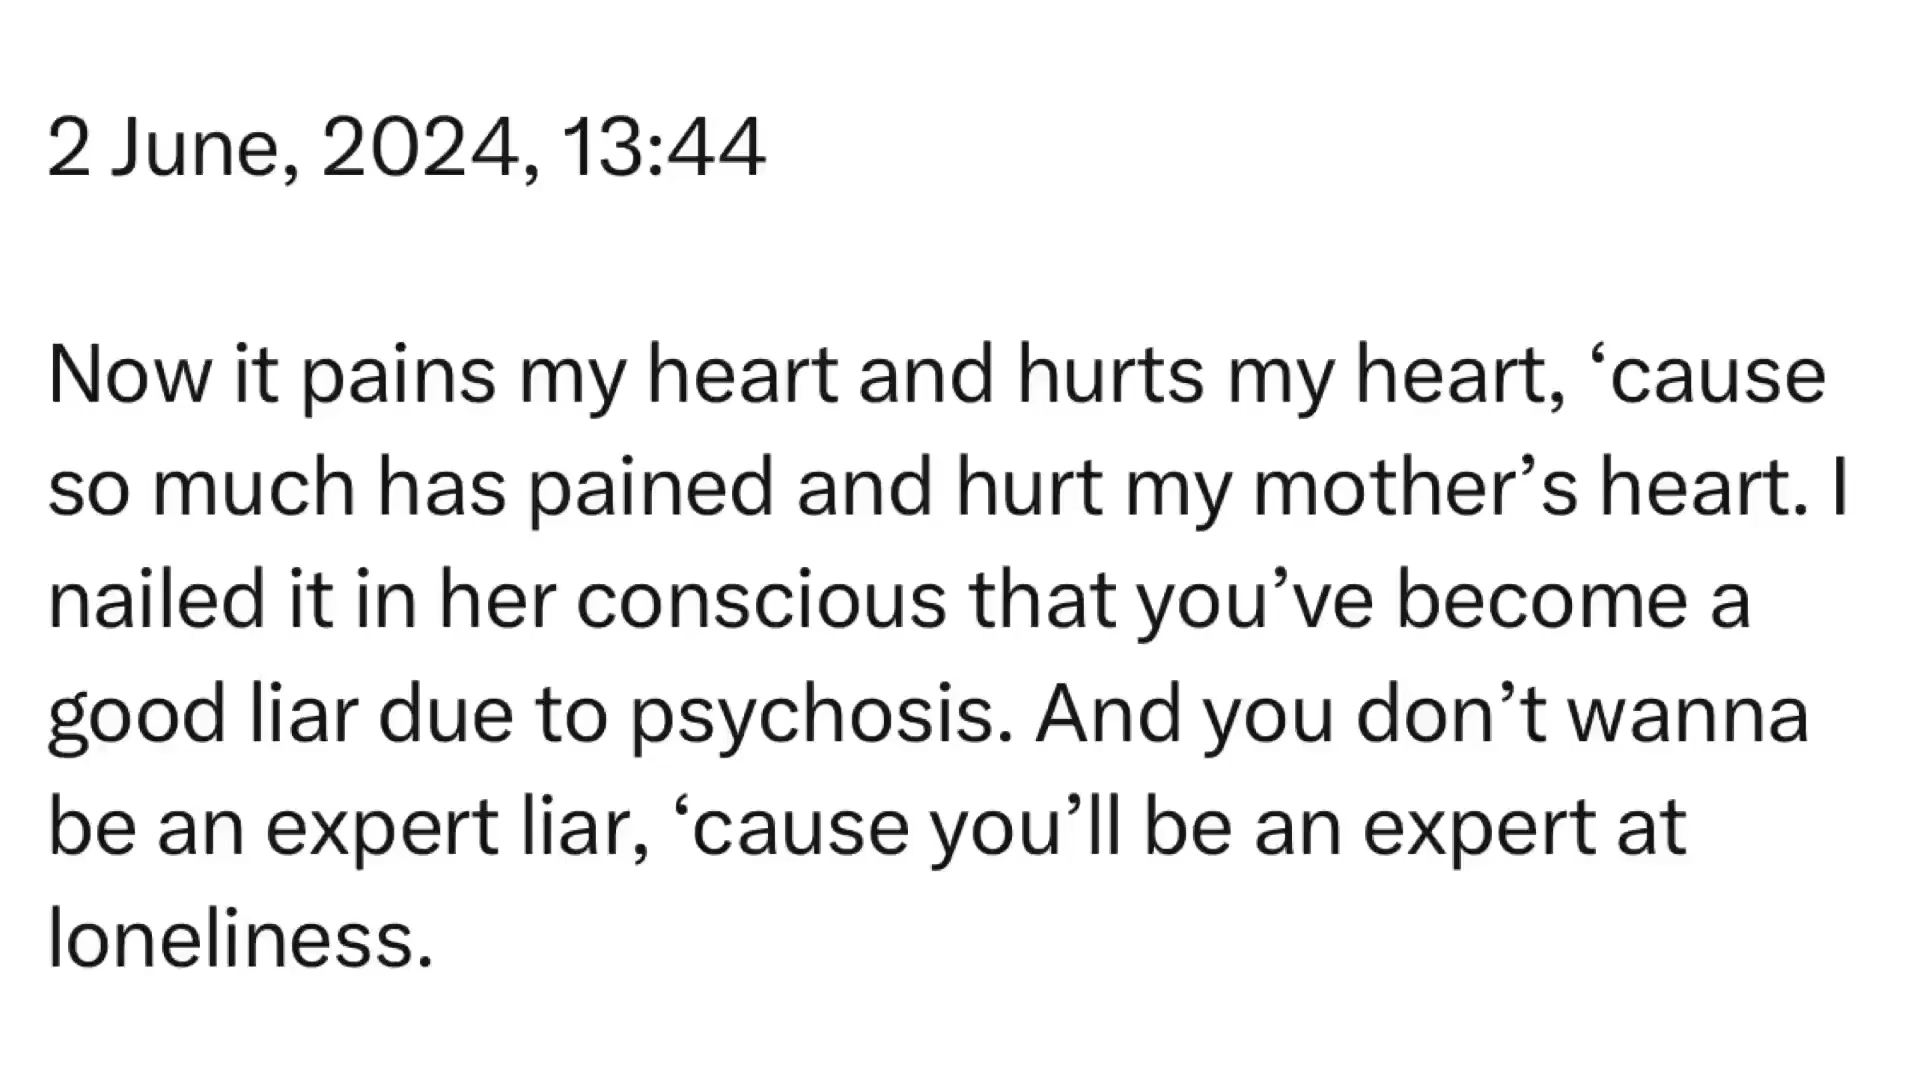 2 June, 2024, 13:44
Now it pains my heart and hurts my heart, ‘cause
so much has pained and hurt my mother’s heart. I
nailed it in her conscious that you’ve become a
good liar due to psychosis. And you don’t wanna
be an expert liar, ‘cause you’ll be an expert at
loneliness.